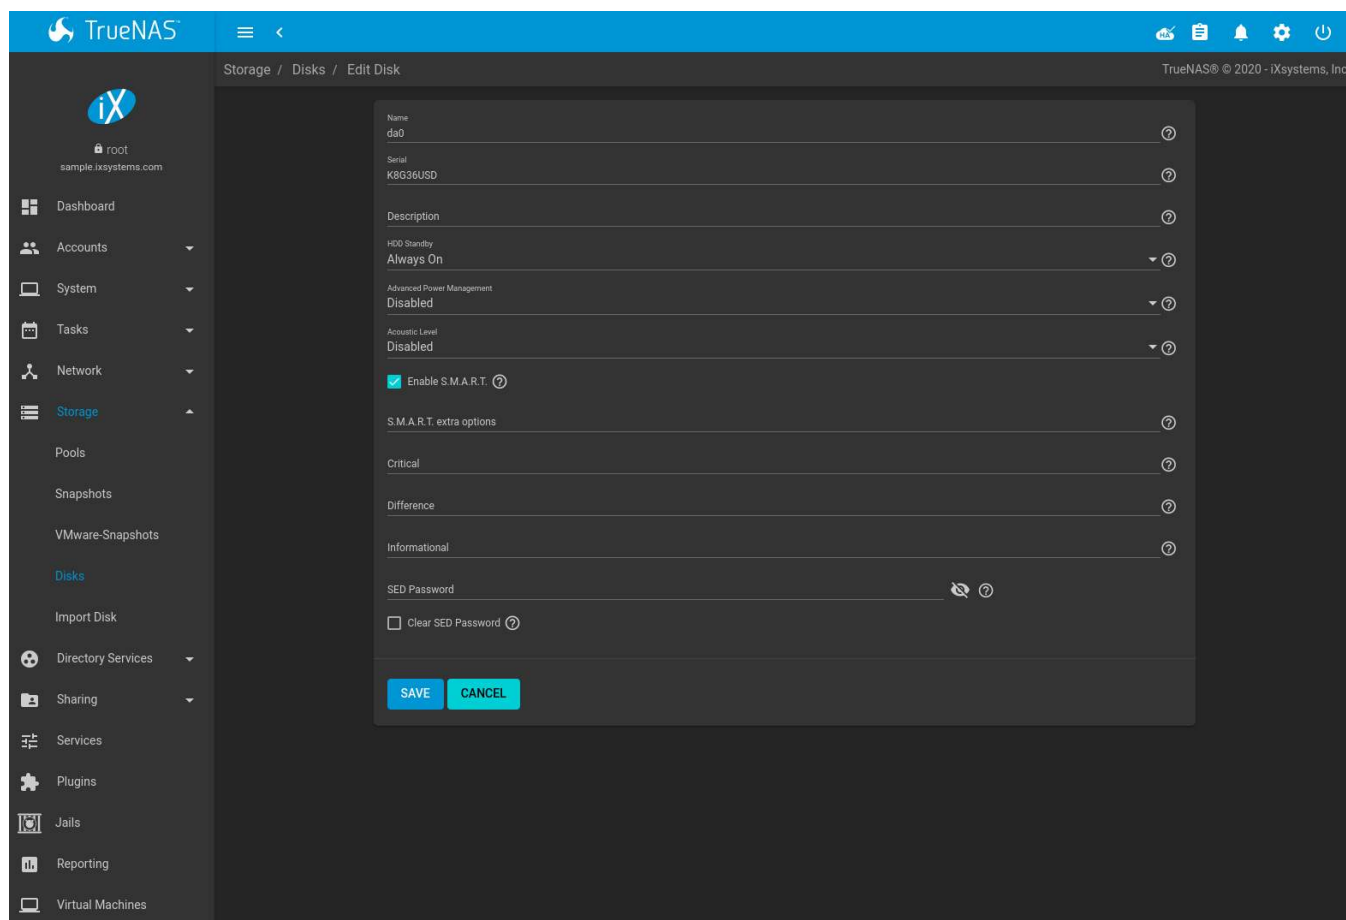 TrueNAS
HA
Storage / Disks / Edit Disk
TrueNAS® © 2020 - iXsystems, Inc
iX
root
sample.ixsystems.com
Dashboard
Accounts
System
Tasks
Network
Storage
Pools
Snapshots
VMware-Snapshots
Disks
Import Disk
Directory Services
Sharing
Services
Plugins
Jails
Reporting
Virtual Machines
Name
da0
Serial
K8G36USD
Description
HDD Standby
Always On
Advanced Power Management
Disabled
Acoustic Level
Disabled
Enable S.M.A.R.T.
S.M.A.R.T. extra options
Critical
Difference
Informational
SED Password
Clear SED Password
SAVE
CANCEL